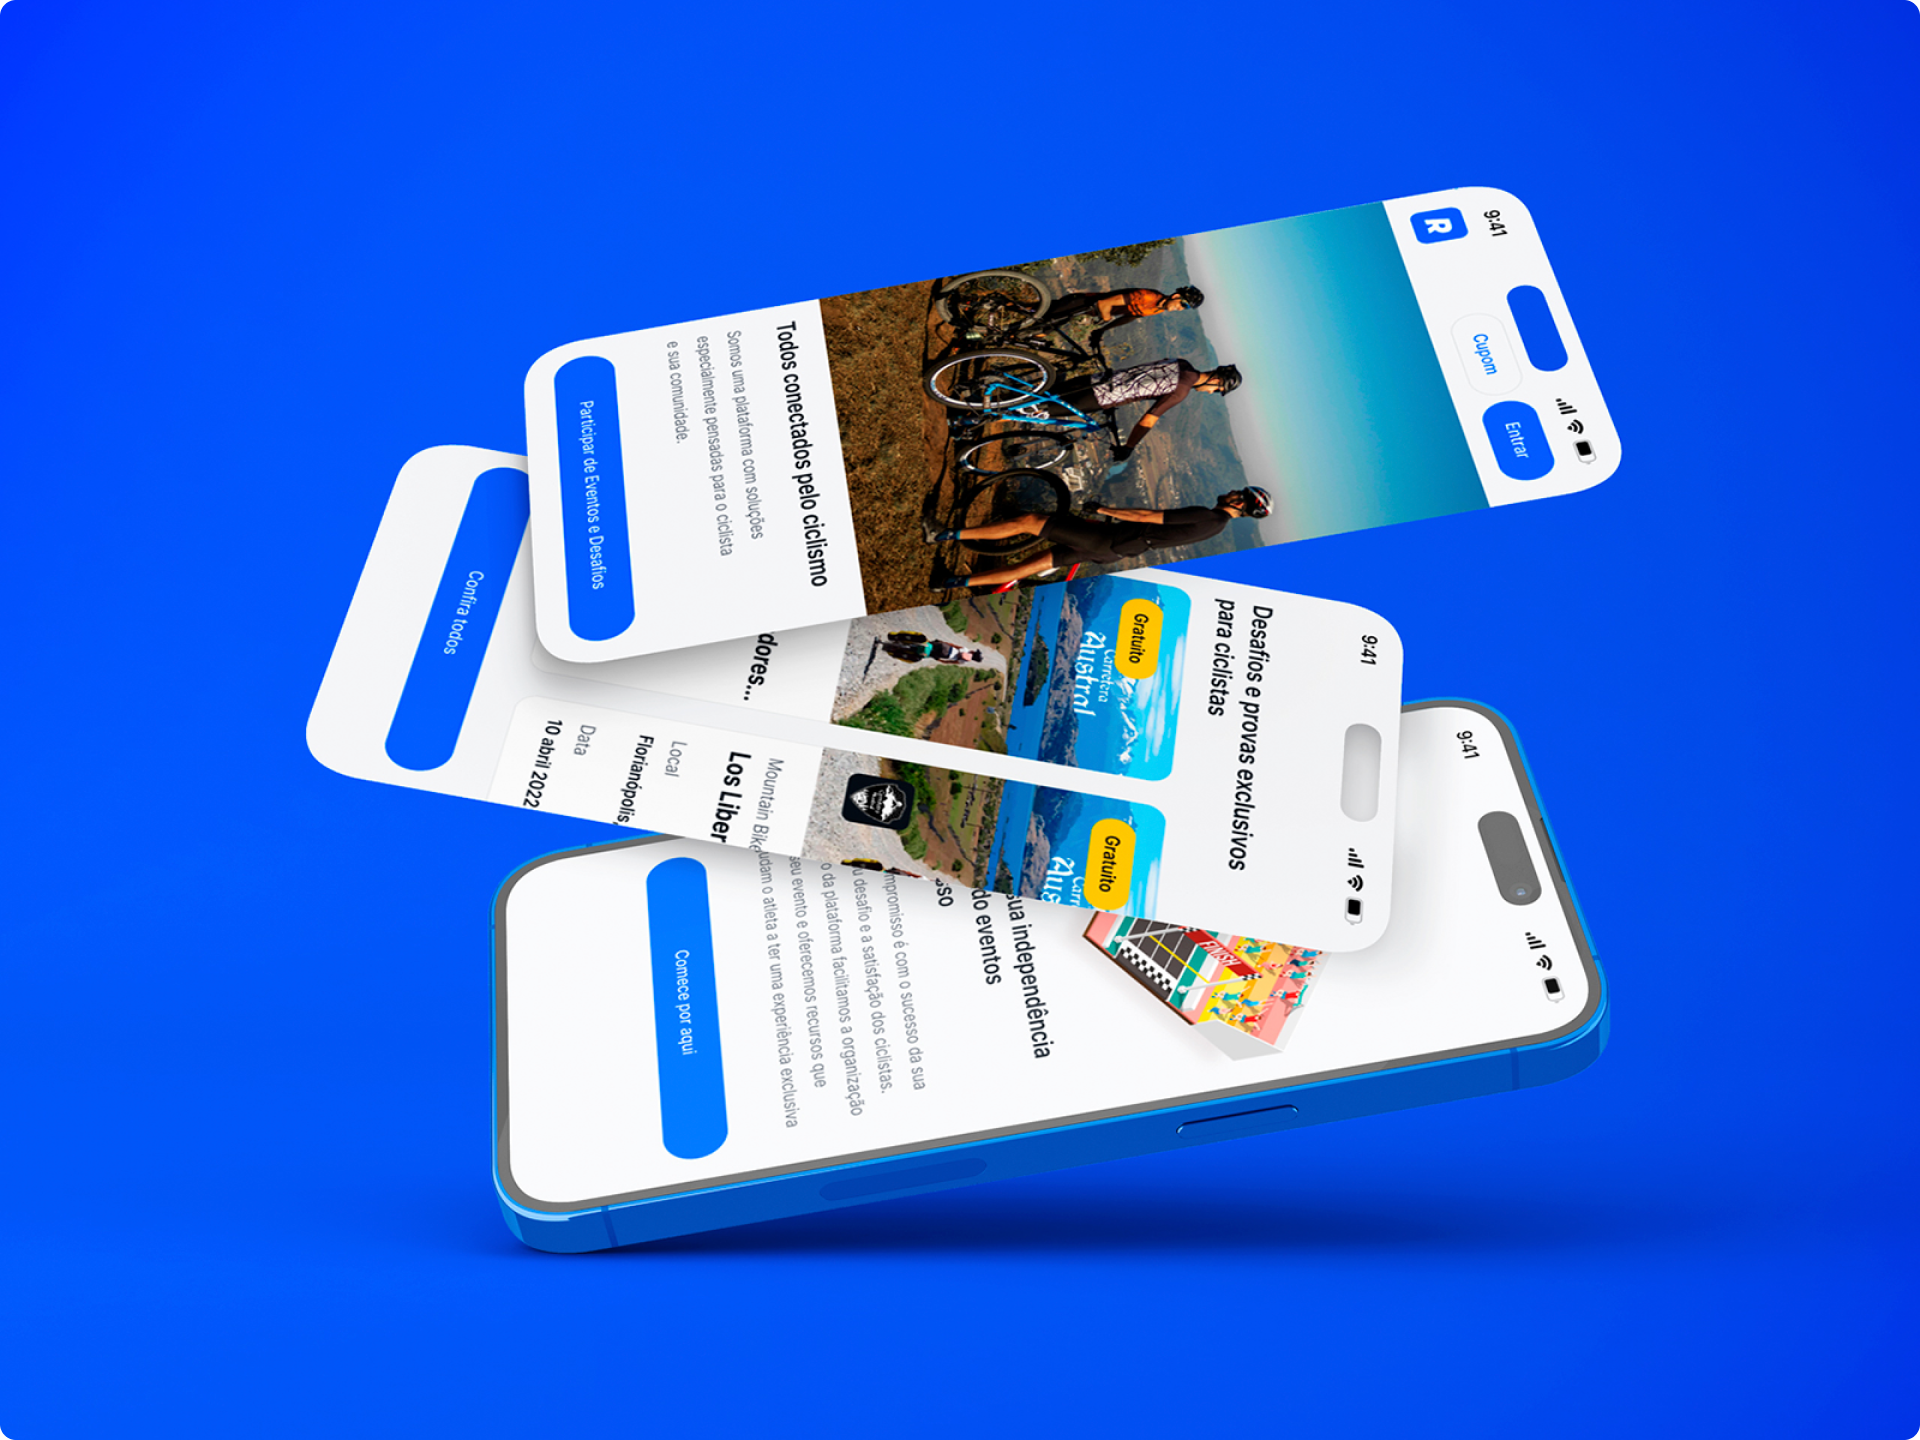 9:41
R
Cupom
Entrar
Todos conectados pelo ciclismo
Somos uma plataforma com soluções
especialmente pensadas para o ciclista
e sua comunidade.
Participar de Eventos e Desafios
9:41
Desafios e provas exclusivos
para ciclistas
Gratuito
Carretera
Austral
dores...
Gratuito
Mountain Bike
Los Liber
Local
Florianópolis,
Data
10 abril 2022
Confira todos
9:41
FINISH
sua independência
do eventos
sso
mpromisso é com o sucesso da sua
u desafio e a satisfação dos ciclistas.
o da plataforma facilitamos a organização
seu evento e oferecemos recursos que
udam o atleta a ter uma experiência exclusiva
Comece por aqui